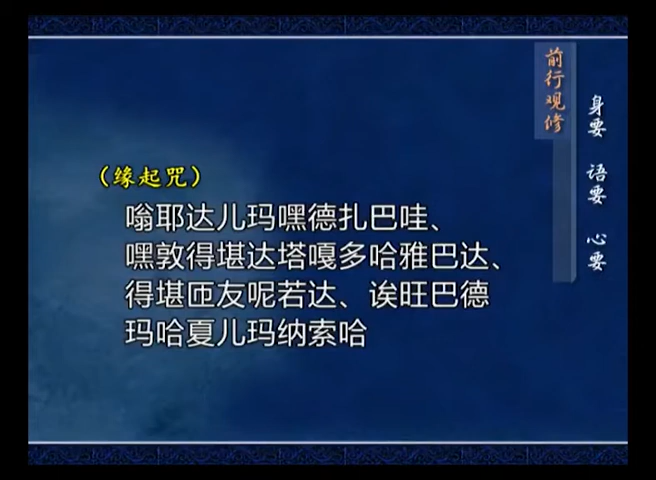 前行观修
身要 语要 心要
（缘起咒）
嗡耶达儿玛嘿德扎巴哇、
嘿敦得堪达塔嘎多哈雅巴达、
得堪匝友呢若达、诶旺巴德
玛哈夏儿玛纳索哈